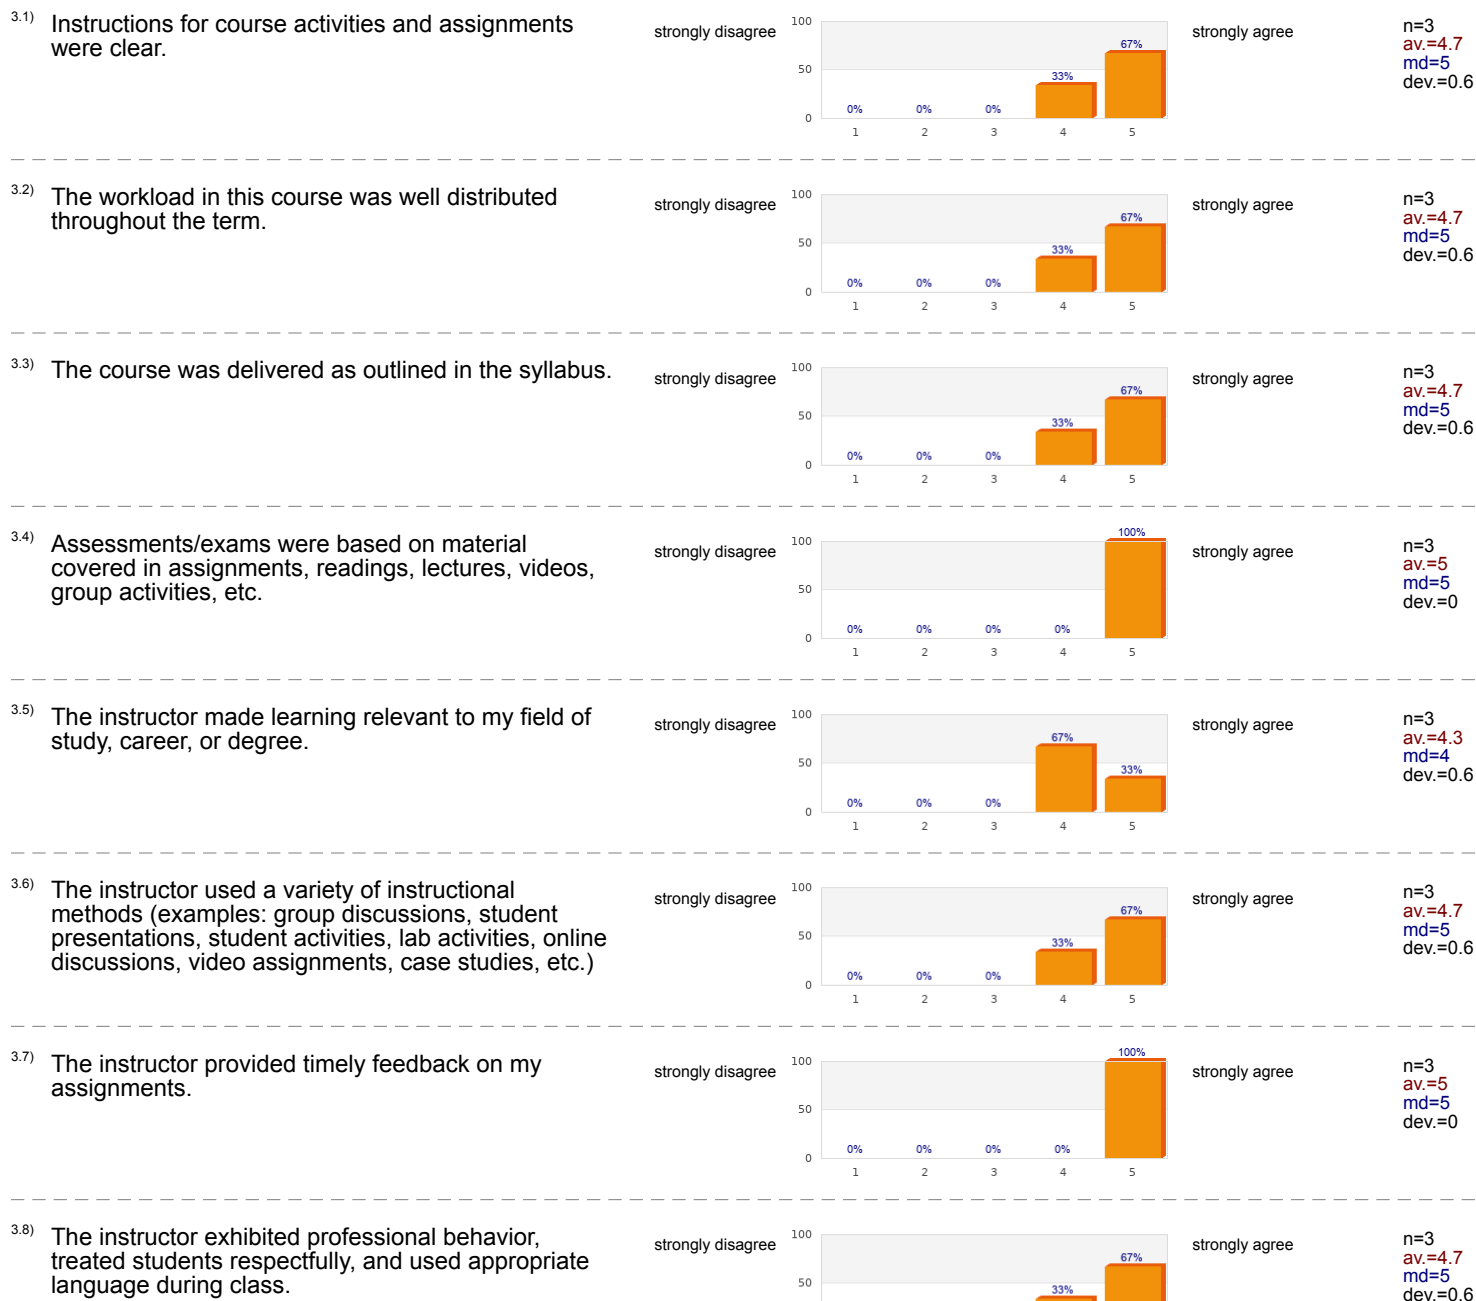 3.1) Instructions for course activities and assignments
were clear.
strongly disagree
100
50
0
0%
0%
0%
33%
67%
1
2
3
4
5
strongly agree
n=3
av.=4.7
md=5
dev.=0.6
3.2) The workload in this course was well distributed
throughout the term.
strongly disagree
100
50
0
0%
0%
0%
33%
67%
1
2
3
4
5
strongly agree
n=3
av.=4.7
md=5
dev.=0.6
3.3) The course was delivered as outlined in the syllabus.
strongly disagree
100
50
0
0%
0%
0%
33%
67%
1
2
3
4
5
strongly agree
n=3
av.=4.7
md=5
dev.=0.6
3.4) Assessments/exams were based on material
covered in assignments, readings, lectures, videos,
group activities, etc.
strongly disagree
100
50
0
0%
0%
0%
0%
100%
1
2
3
4
5
strongly agree
n=3
av.=5
md=5
dev.=0
3.5) The instructor made learning relevant to my field of
study, career, or degree.
strongly disagree
100
50
0
0%
0%
0%
67%
33%
1
2
3
4
5
strongly agree
n=3
av.=4.3
md=4
dev.=0.6
3.6) The instructor used a variety of instructional
methods (examples: group discussions, student
presentations, student activities, lab activities, online
discussions, video assignments, case studies, etc.)
strongly disagree
100
50
0
0%
0%
0%
33%
67%
1
2
3
4
5
strongly agree
n=3
av.=4.7
md=5
dev.=0.6
3.7) The instructor provided timely feedback on my
assignments.
strongly disagree
100
50
0
0%
0%
0%
0%
100%
1
2
3
4
5
strongly agree
n=3
av.=5
md=5
dev.=0
3.8) The instructor exhibited professional behavior,
treated students respectfully, and used appropriate
language during class.
strongly disagree
100
50
33%
67%
strongly agree
n=3
av.=4.7
md=5
dev.=0.6